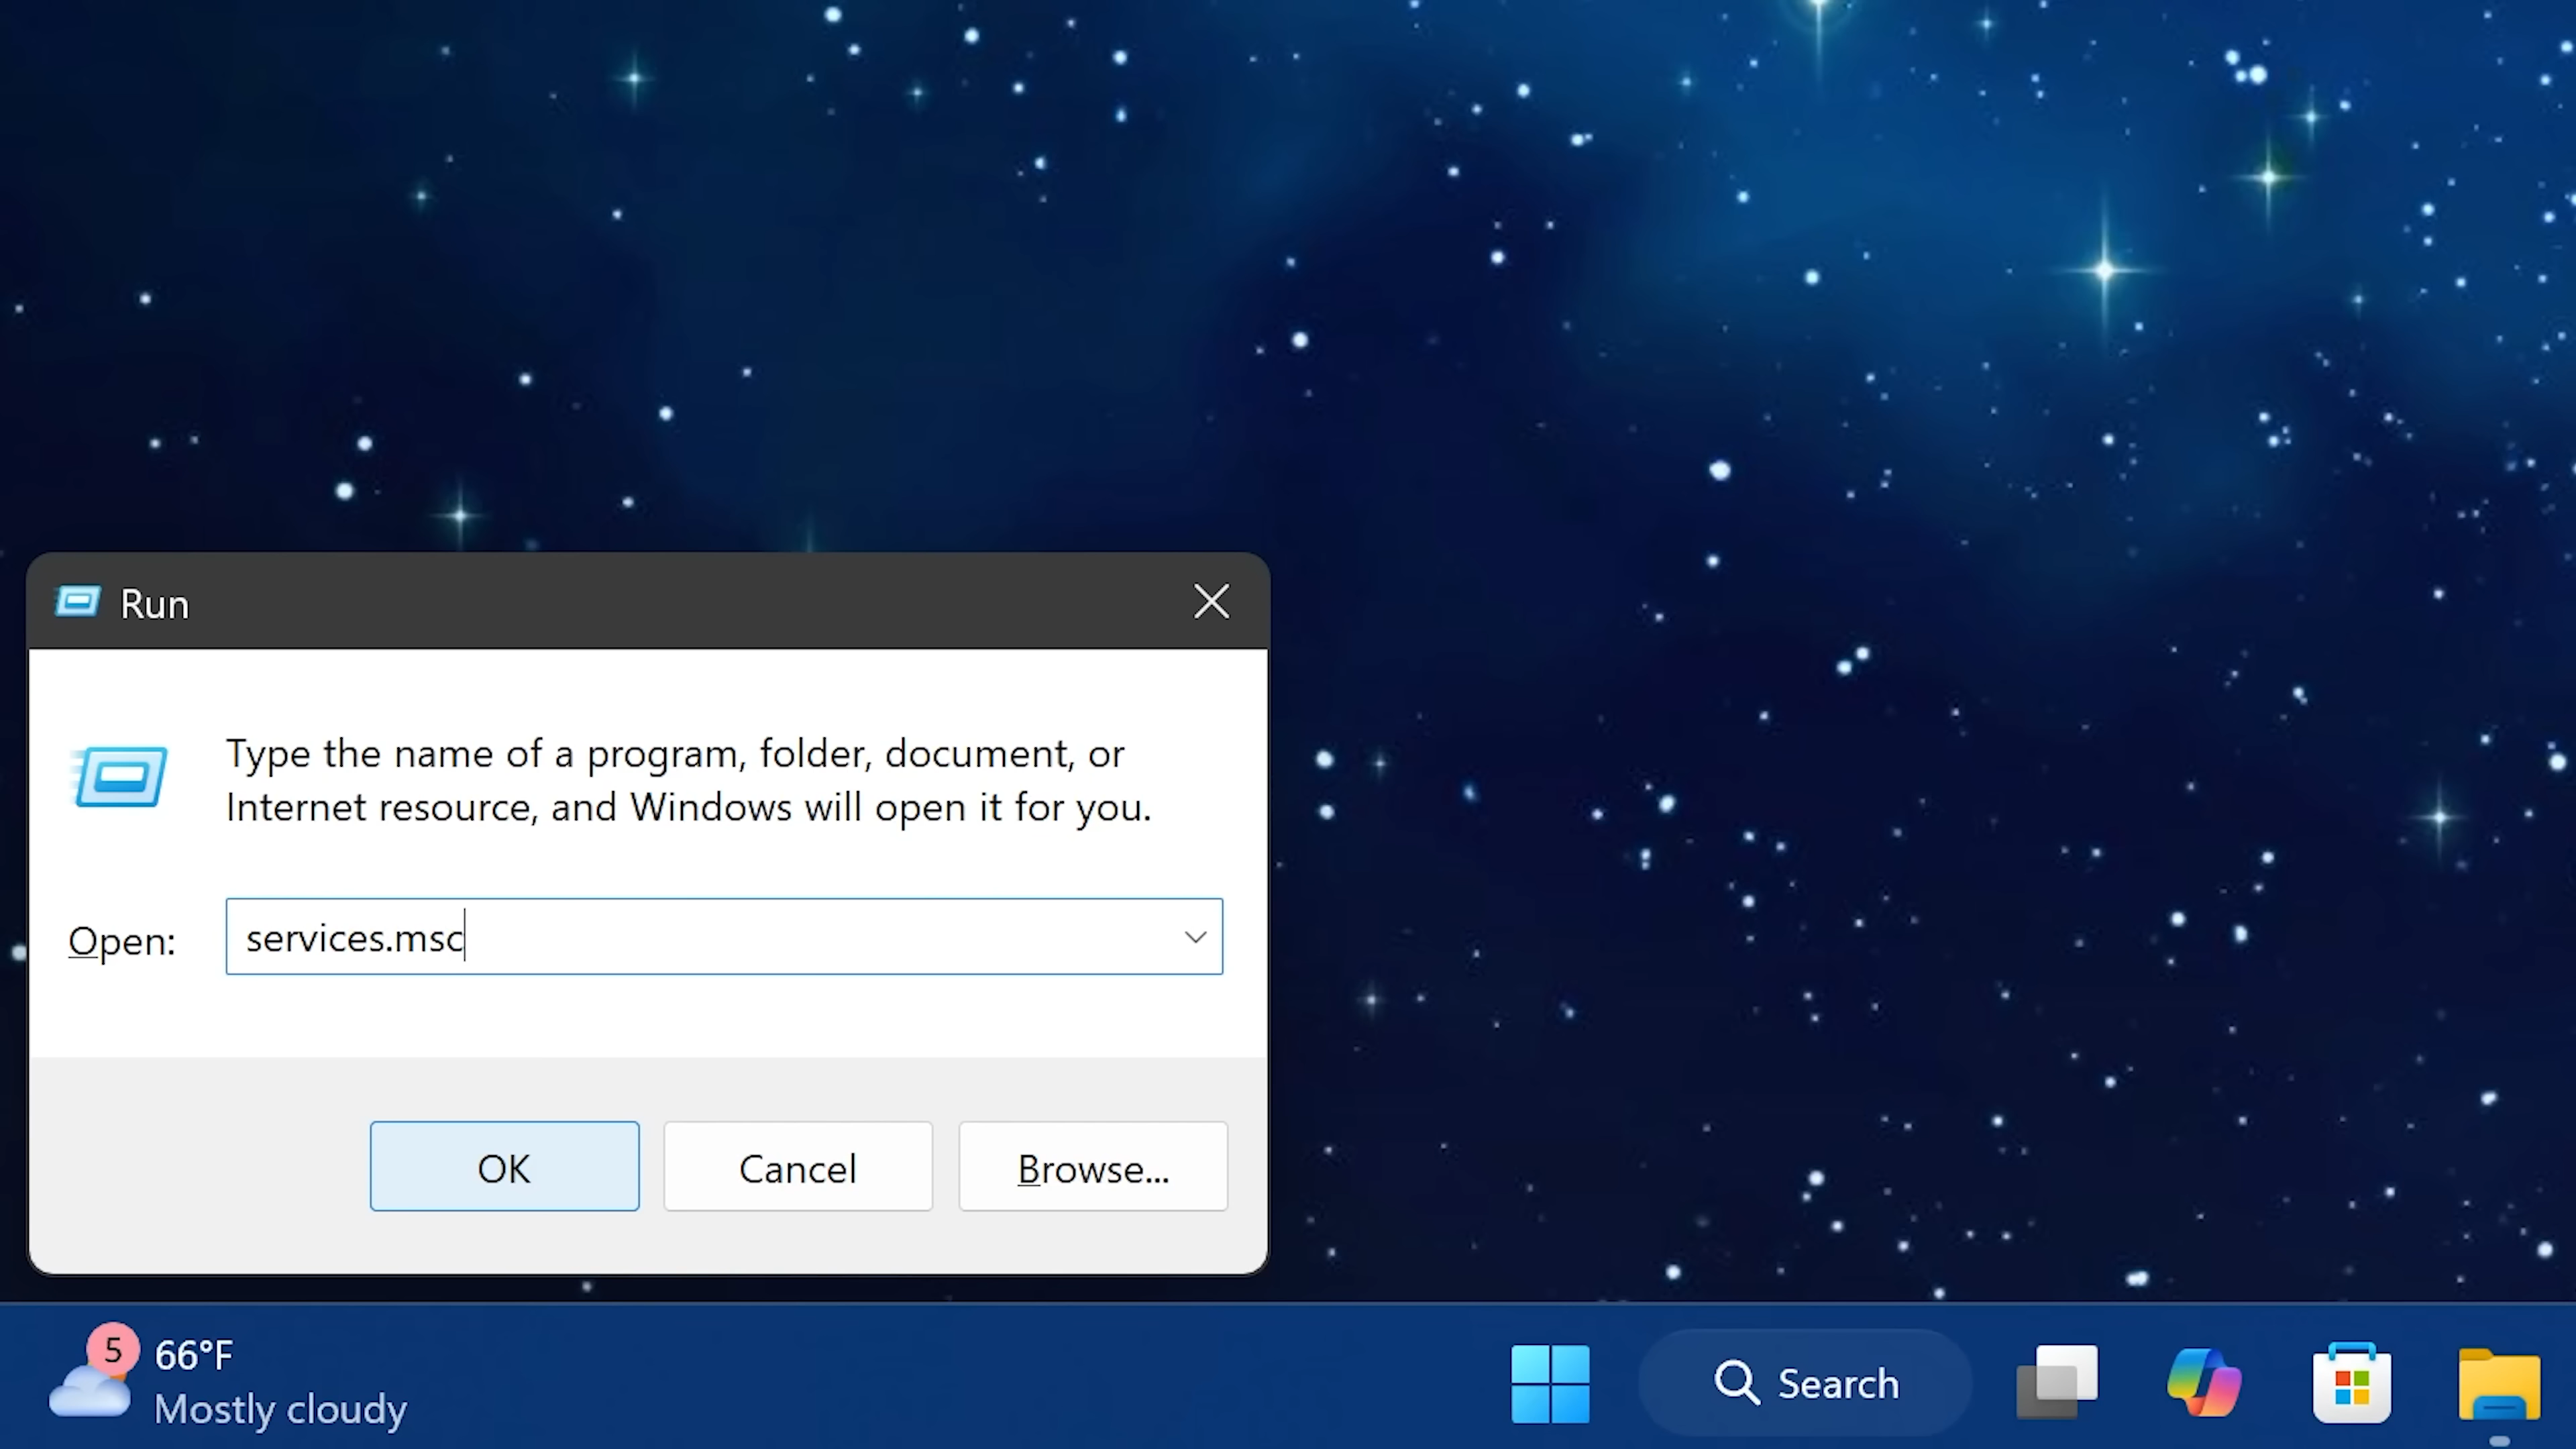 Run
Type the name of a program, folder, document, or
Internet resource, and Windows will open it for you.
Open:
services.msc
OK
Cancel
Browse...
5
66°F
Mostly cloudy
Search